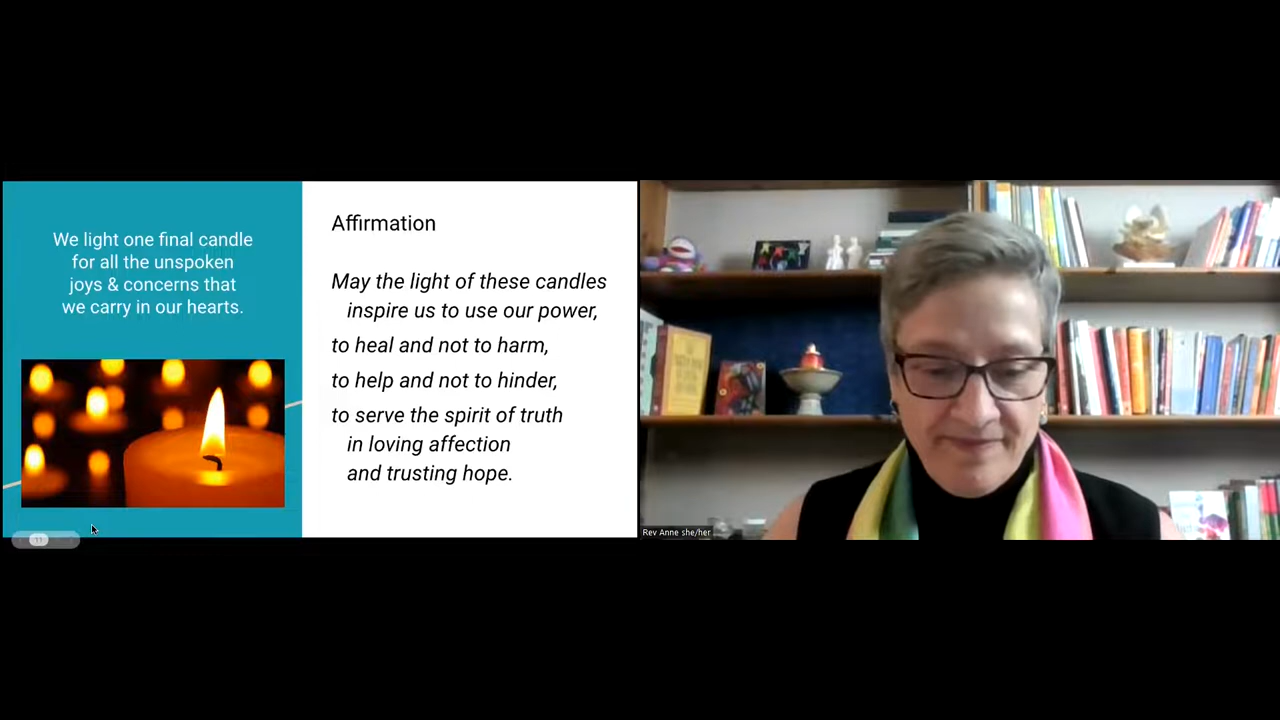 We light one final candle
for all the unspoken
joys & concerns that
we carry in our hearts.
Affirmation
May the light of these candles
inspire us to use our power,
to heal and not to harm,
to help and not to hinder,
to serve the spirit of truth
in loving affection
and trusting hope.
11
Rev Anne she/her